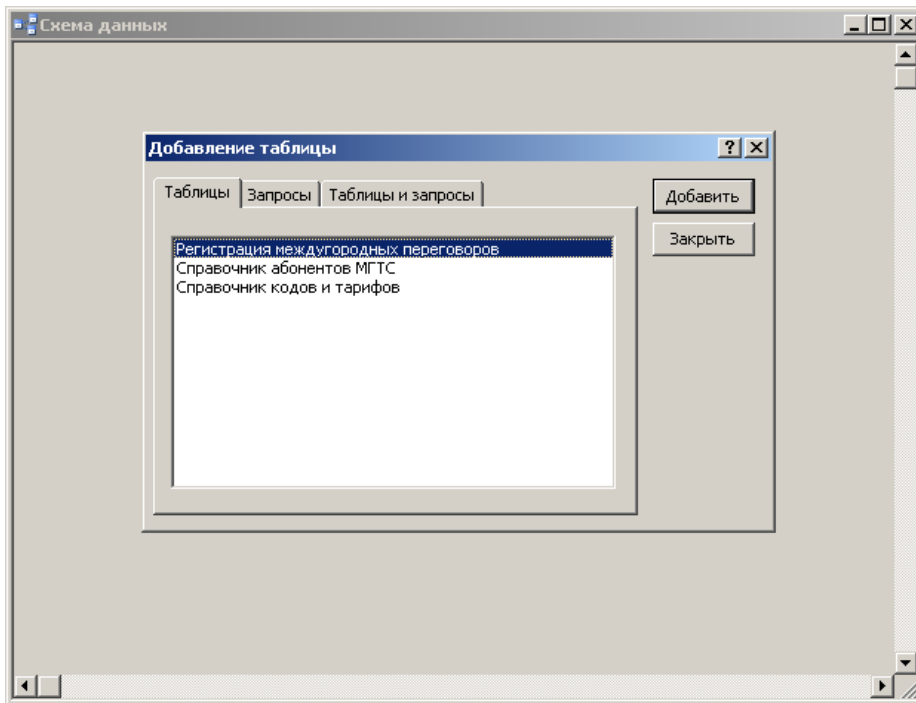 Схема данных
Добавление таблицы
Таблицы Запросы Таблицы и запросы
Добавить
Закрыть
Регистрация междугородных переговоров
Справочник абонентов МГТС
Справочник кодов и тарифов